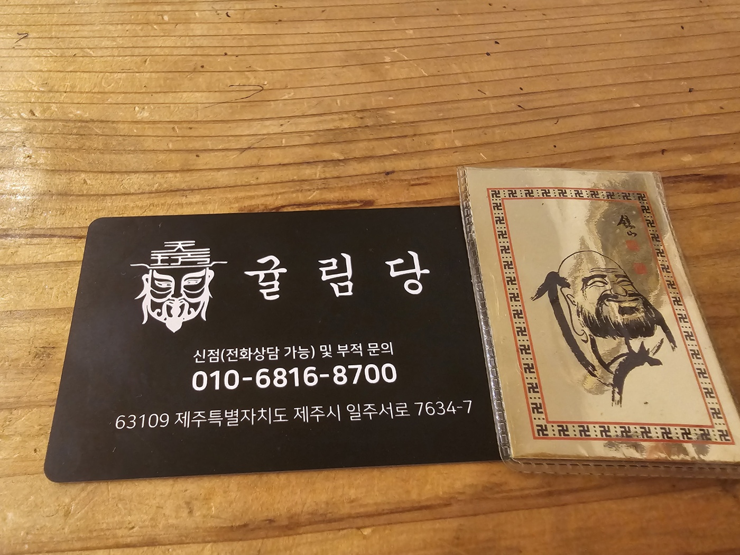 귤림당
신점(전화상담 가능) 및 부적 문의
010-6816-8700
63109 제주특별자치도 제주시 일주서로 7634-7